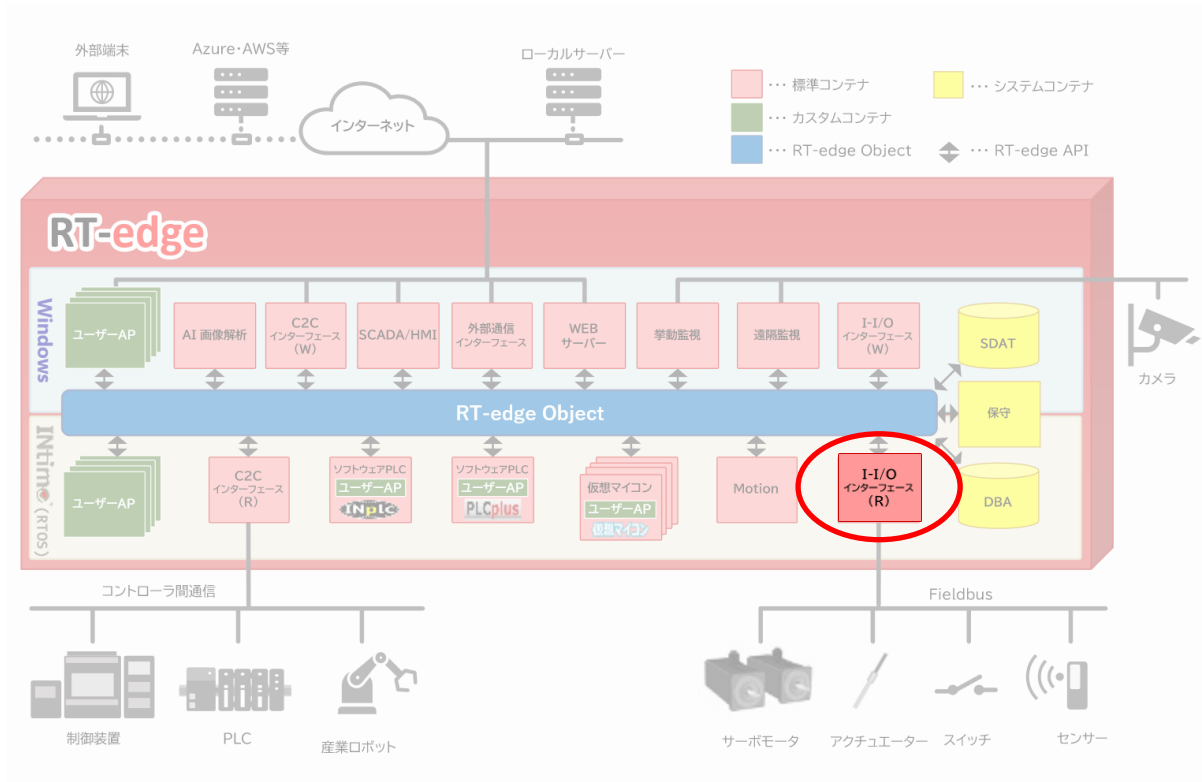 外部端末
Azure・AWS等
ローカルサーバー
インターネット
･･･ 標準コンテナ
･･･ システムコンテナ
･･･ カスタムコンテナ
･･･ RT-edge Object
･･･ RT-edge API
RT-edge
Windows
ユーザーAP
AI 画像解析
C2C
インターフェース
(W)
SCADA/HMI
外部通信
インターフェース
WEB
サーバー
挙動監視
遠隔監視
I-I/O
インターフェース
(W)
SDAT
カメラ
RT-edge Object
保守
INtime (RTOS)
ユーザーAP
C2C
インターフェース
(R)
ソフトウェアPLC
ユーザーAP
INplc
ソフトウェアPLC
ユーザーAP
PLCplus
仮想マイコン
ユーザーAP
仮想マイコン
Motion
I-I/O
インターフェース
(R)
DBA
コントローラ間通信
Fieldbus
制御装置
PLC
産業ロボット
サーボモータ
アクチュエーター
スイッチ
センサー